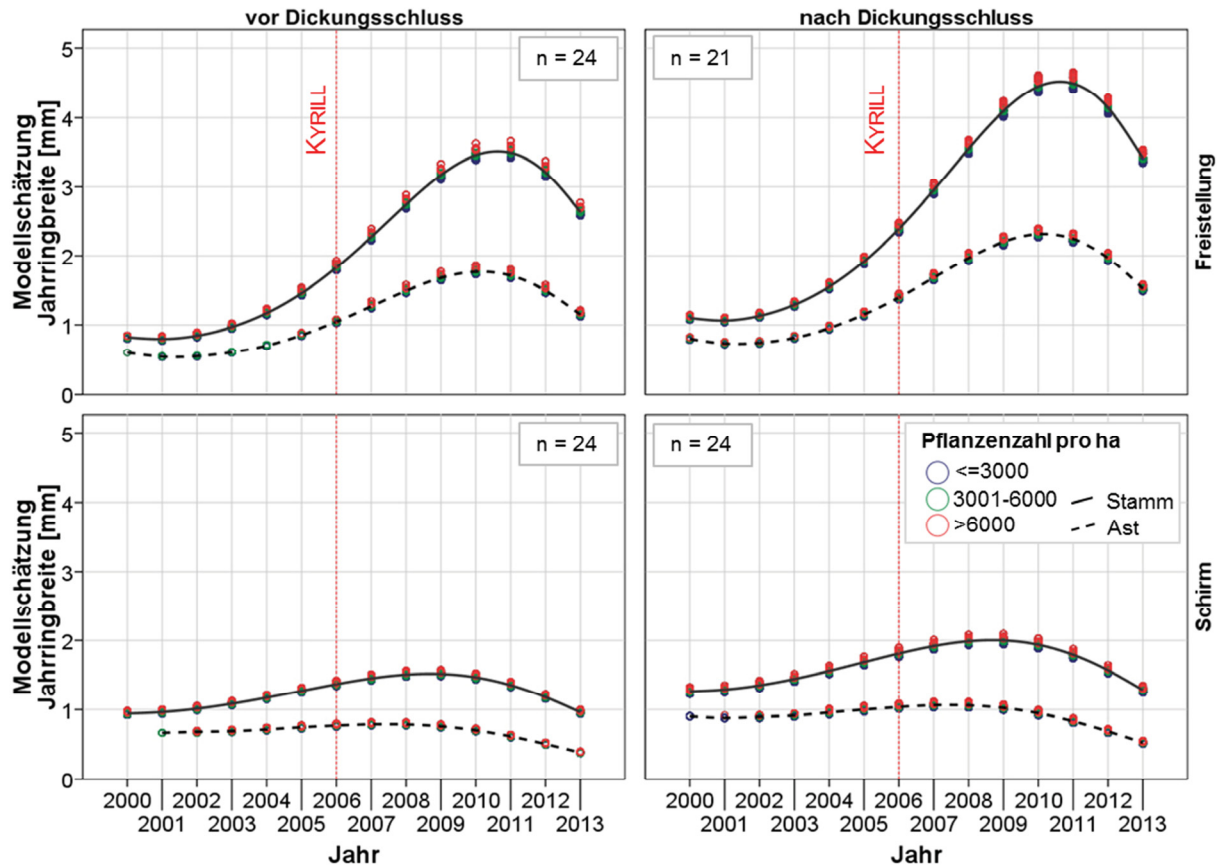 vor Dickungsschluss
nach Dickungsschluss
5
4
3
2
1
0
Modellschätzung
Jahrringbreite [mm]
n = 24
KYRILL
n = 21
KYRILL
Freistellung
5
4
3
2
1
0
Modellschätzung
Jahrringbreite [mm]
n = 24
n = 24
Pflanzenzahl pro ha
<=3000
3001-6000
>6000
Stamm
Ast
Schirm
2000 2002 2004 2006 2008 2010 2012
2001 2003 2005 2007 2009 2011 2013
Jahr
2000 2002 2004 2006 2008 2010 2012
2001 2003 2005 2007 2009 2011 2013
Jahr